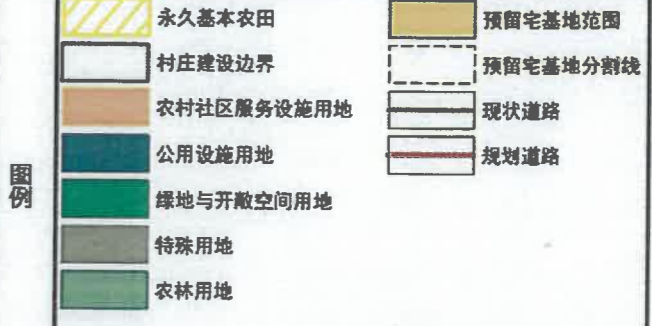 图例
永久基本农田
村庄建设边界
农村社区服务设施用地
公用设施用地
绿地与开敞空间用地
特殊用地
农林用地
预留宅基地范围
预留宅基地分割线
现状道路
规划道路